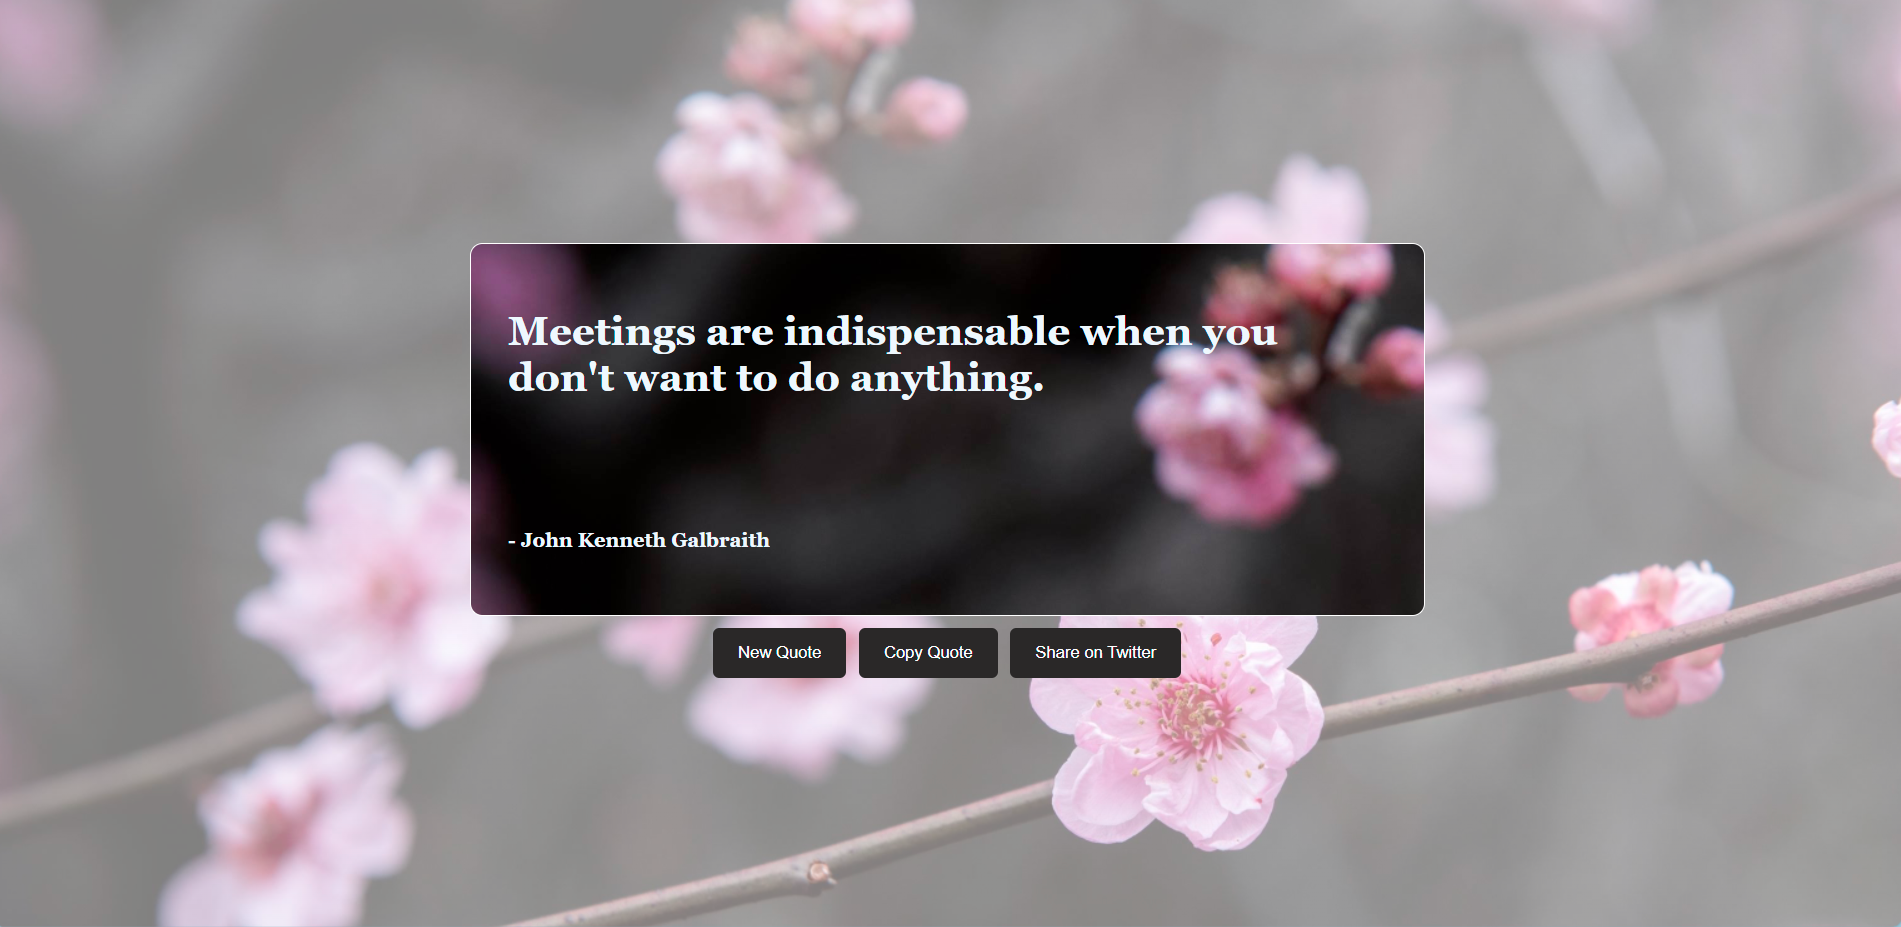 Meetings are indispensable when you
don't want to do anything.
- John Kenneth Galbraith
New Quote
Copy Quote
Share on Twitter